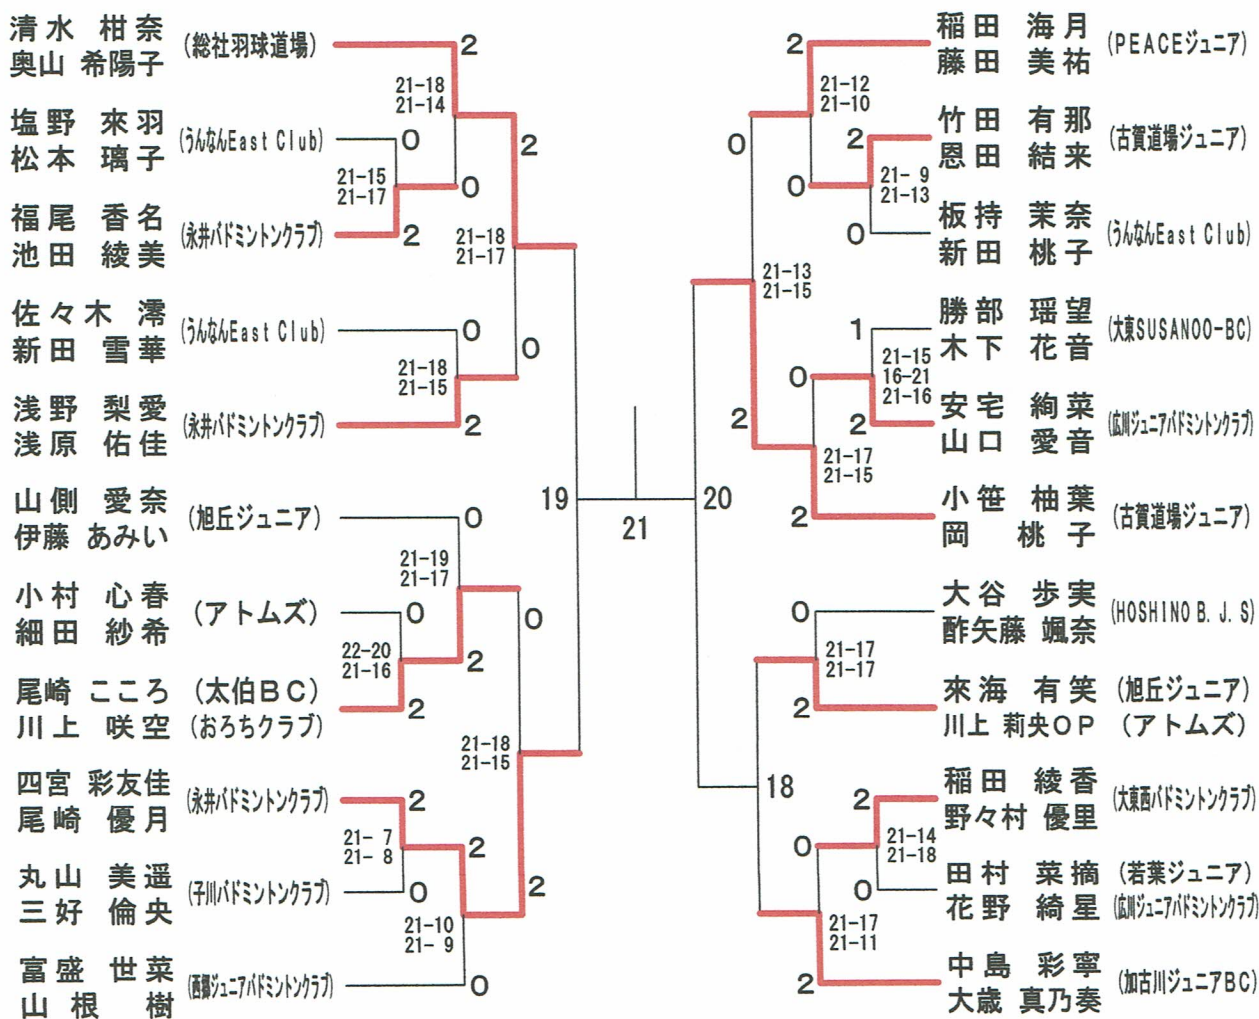 清水 柑奈
奥山 希陽子
(総社羽球道場)
2
21-18
21-14
塩野 來羽
松本 璃子
(うんなんEast Club)
0
2
21-15
21-17
0
福尾 香名
池田 綾美
(永井バドミントンクラブ)
2
21-18
21-17
佐々木 澪
新田 雪華
(うんなんEast Club)
0
0
21-18
21-15
浅野 梨愛
浅原 佑佳
(永井バドミントンクラブ)
2
19
山側 愛奈
伊藤 あみい
(旭丘ジュニア)
0
21-19
21-17
小村 心春
細田 紗希
(アトムズ)
0
0
22-20
21-16
2
尾崎 こころ (太伯BC)
川上 咲空 (おろちクラブ)
2
21-18
21-15
四宮 彩友佳
尾崎 優月
(永井バドミントンクラブ)
2
21- 7
21- 8
2
丸山 美遥
三好 倫央
(子川バドミントンクラブ)
0
2
21-10
21- 9
富盛 世菜
山根 樹
(西郷ジュニアバドミントンクラブ)
0
21
稲田 海月
藤田 美祐
(PEACEジュニア)
2
21-12
21-10
竹田 有那
恩田 結来
(古賀道場ジュニア)
0
2
21- 9
21-13
0
板持 茉奈
新田 桃子
(うんなんEast Club)
0
21-13
21-15
勝部 瑶望
木下 花音
(大東SUSANOO-BC)
1
21-15
16-21
21-16
0
安宅 絢菜
山口 愛音
(広川ジュニアバドミントンクラブ)
2
2
21-17
21-15
小笹 柚葉
岡 桃子
(古賀道場ジュニア)
2
20
大谷 歩実
酢矢藤 颯奈
(HOSHINO B. J. S)
0
21-17
21-17
來海 有笑 (旭丘ジュニア)
川上 莉央OP (アトムズ)
2
18
稲田 綾香
野々村 優里
(大東西バドミントンクラブ)
2
21-14
21-18
0
田村 菜摘 (若葉ジュニア)
花野 綺星 (広川ジュニアバドミントンクラブ)
0
21-17
21-11
中島 彩寧
大歳 真乃奏
(加古川ジュニアBC)
2